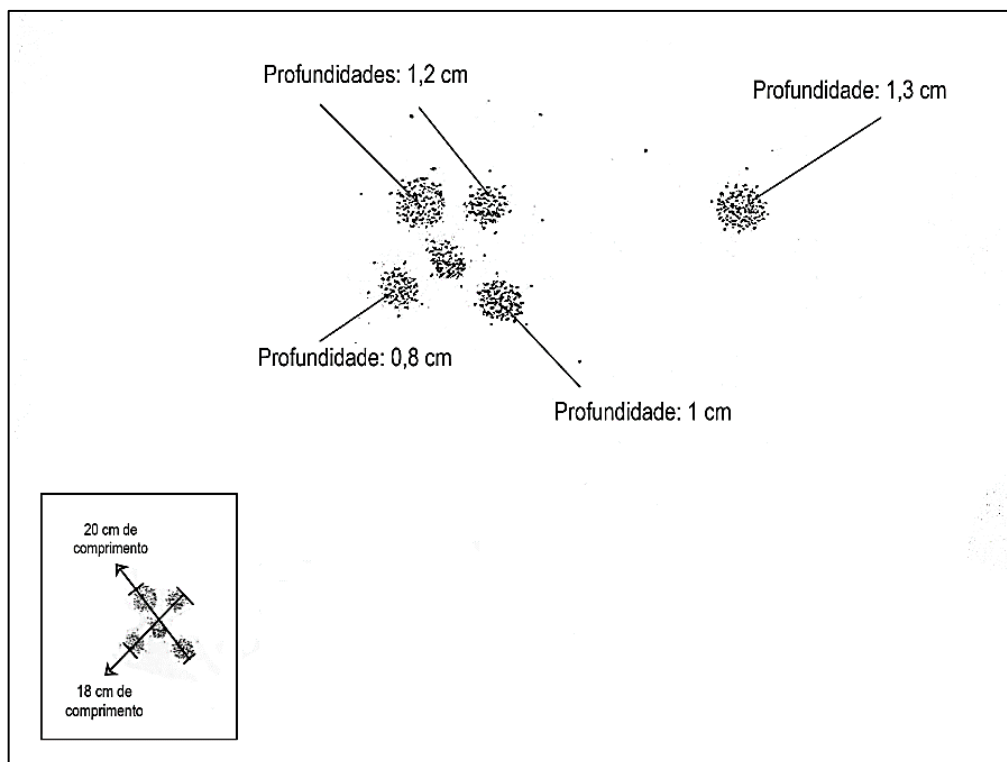 Profundidades: 1,2 cm
Profundidade: 1,3 cm
Profundidade: 0,8 cm
Profundidade: 1 cm
20 cm de
comprimento
18 cm de
comprimento